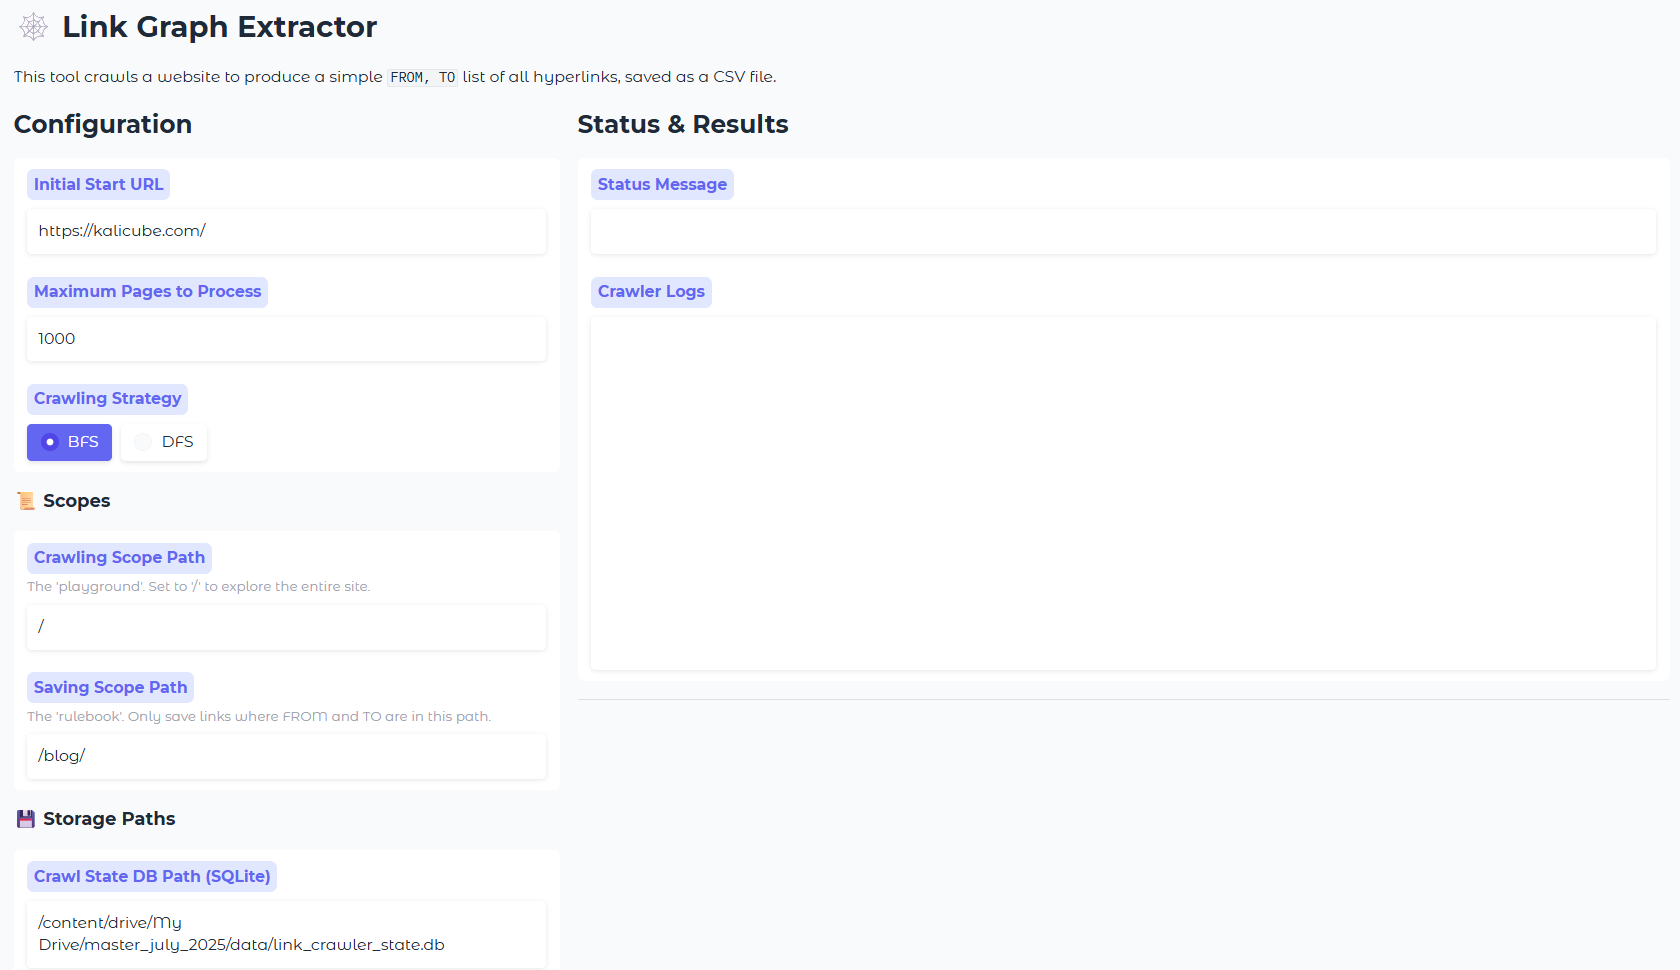 Link Graph Extractor
This tool crawls a website to produce a simple FROM, TO list of all hyperlinks, saved as a CSV file.
Configuration
Initial Start URL
https://kalicube.com/
Maximum Pages to Process
1000
Crawling Strategy
BFS
DFS
Scopes
Crawling Scope Path
The 'playground'. Set to '/' to explore the entire site.
/
Saving Scope Path
The 'rulebook'. Only save links where FROM and TO are in this path.
/blog/
Storage Paths
Crawl State DB Path (SQLite)
/content/drive/My
Drive/master_july_2025/data/link_crawler_state.db
Status & Results
Status Message
Crawler Logs